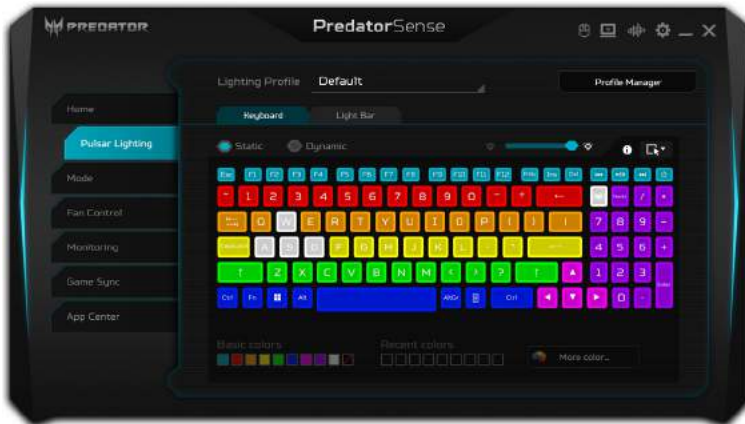 PREDATOR
PredatorSense
Lighting Profile Default Profile Manager
Home
Keyboard Light Bar
Pulsar Lighting
Static Dynamic
Mode
Esc F1 F2 F3 F4 F5 F6 F7 F8 F9 F10 F11 F12 Ins Del
1 2 3 4 5 6 7 8 9 0
Fan Control
Q W E R T Y U I O P 7 8 9 -
Monitoring
A S D F G H J K L 4 5 6 +
Game Sync
Z X C V B N M < > ? 1 2 3
App Center
Ctrl Fn Alt AltGr Ctrl 0
Basic colors Recent colors
More color...